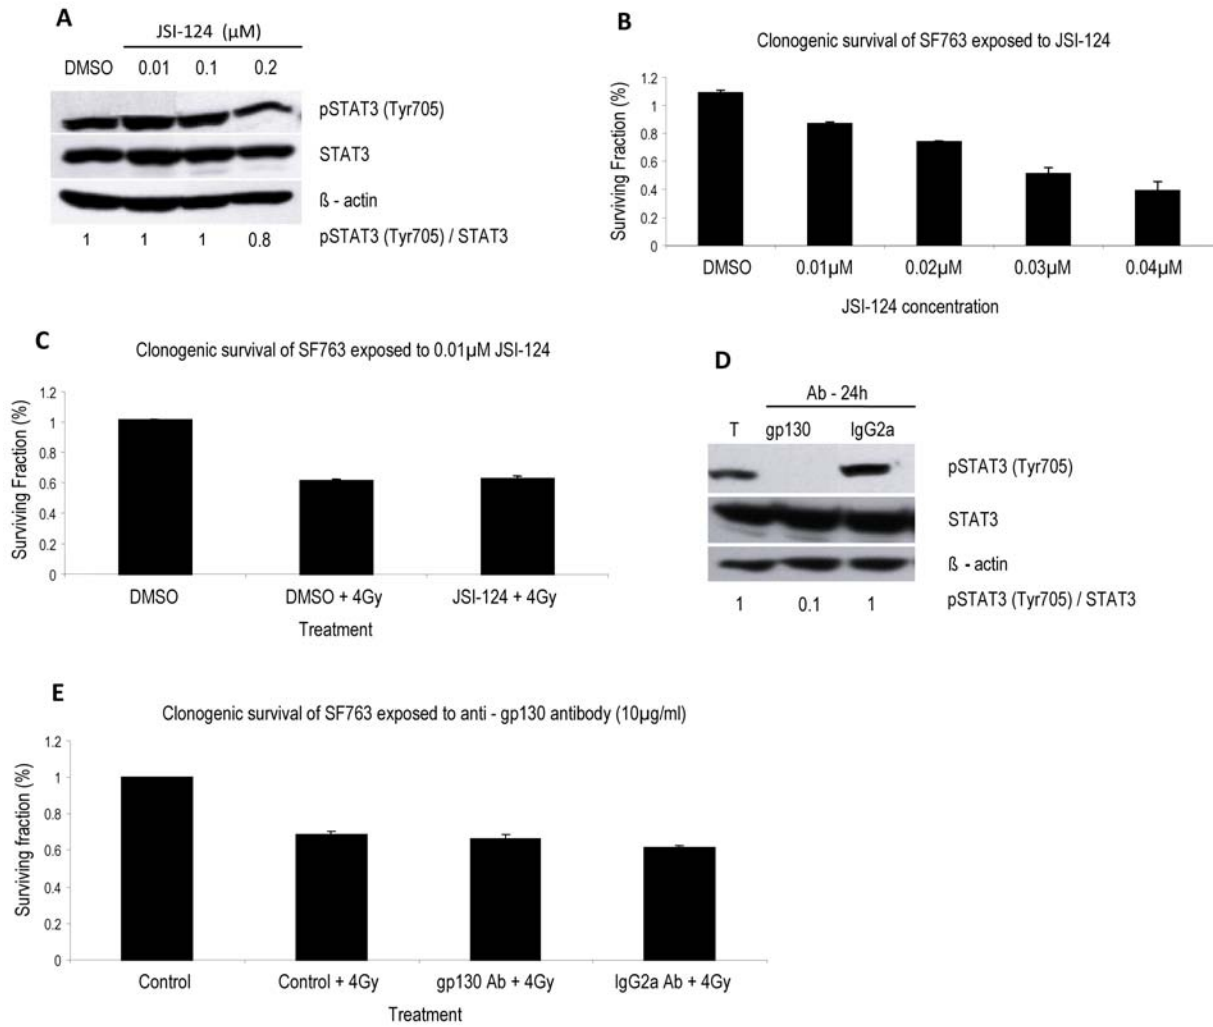 A
JSI-124 (µM)
DMSO 0.01 0.1 0.2
pSTAT3 (Tyr705)
STAT3
ß - actin
1 1 1 0.8 pSTAT3 (Tyr705) / STAT3
B
Clonogenic survival of SF763 exposed to JSI-124
Surviving Fraction (%)
1.2
1
0.8
0.6
0.4
0.2
0
DMSO 0.01µM 0.02µM 0.03µM 0.04µM
JSI-124 concentration
C
Clonogenic survival of SF763 exposed to 0.01µM JSI-124
Surviving Fraction (%)
1.2
1
0.8
0.6
0.4
0.2
0
DMSO DMSO + 4Gy JSI-124 + 4Gy
Treatment
D
Ab - 24h
T gp130 IgG2a
pSTAT3 (Tyr705)
STAT3
ß - actin
1 0.1 1 pSTAT3 (Tyr705) / STAT3
E
Clonogenic survival of SF763 exposed to anti - gp130 antibody (10µg/ml)
Surviving fraction (%)
1.2
1
0.8
0.6
0.4
0.2
0
Control Control + 4Gy gp130 Ab + 4Gy IgG2a Ab + 4Gy
Treatment